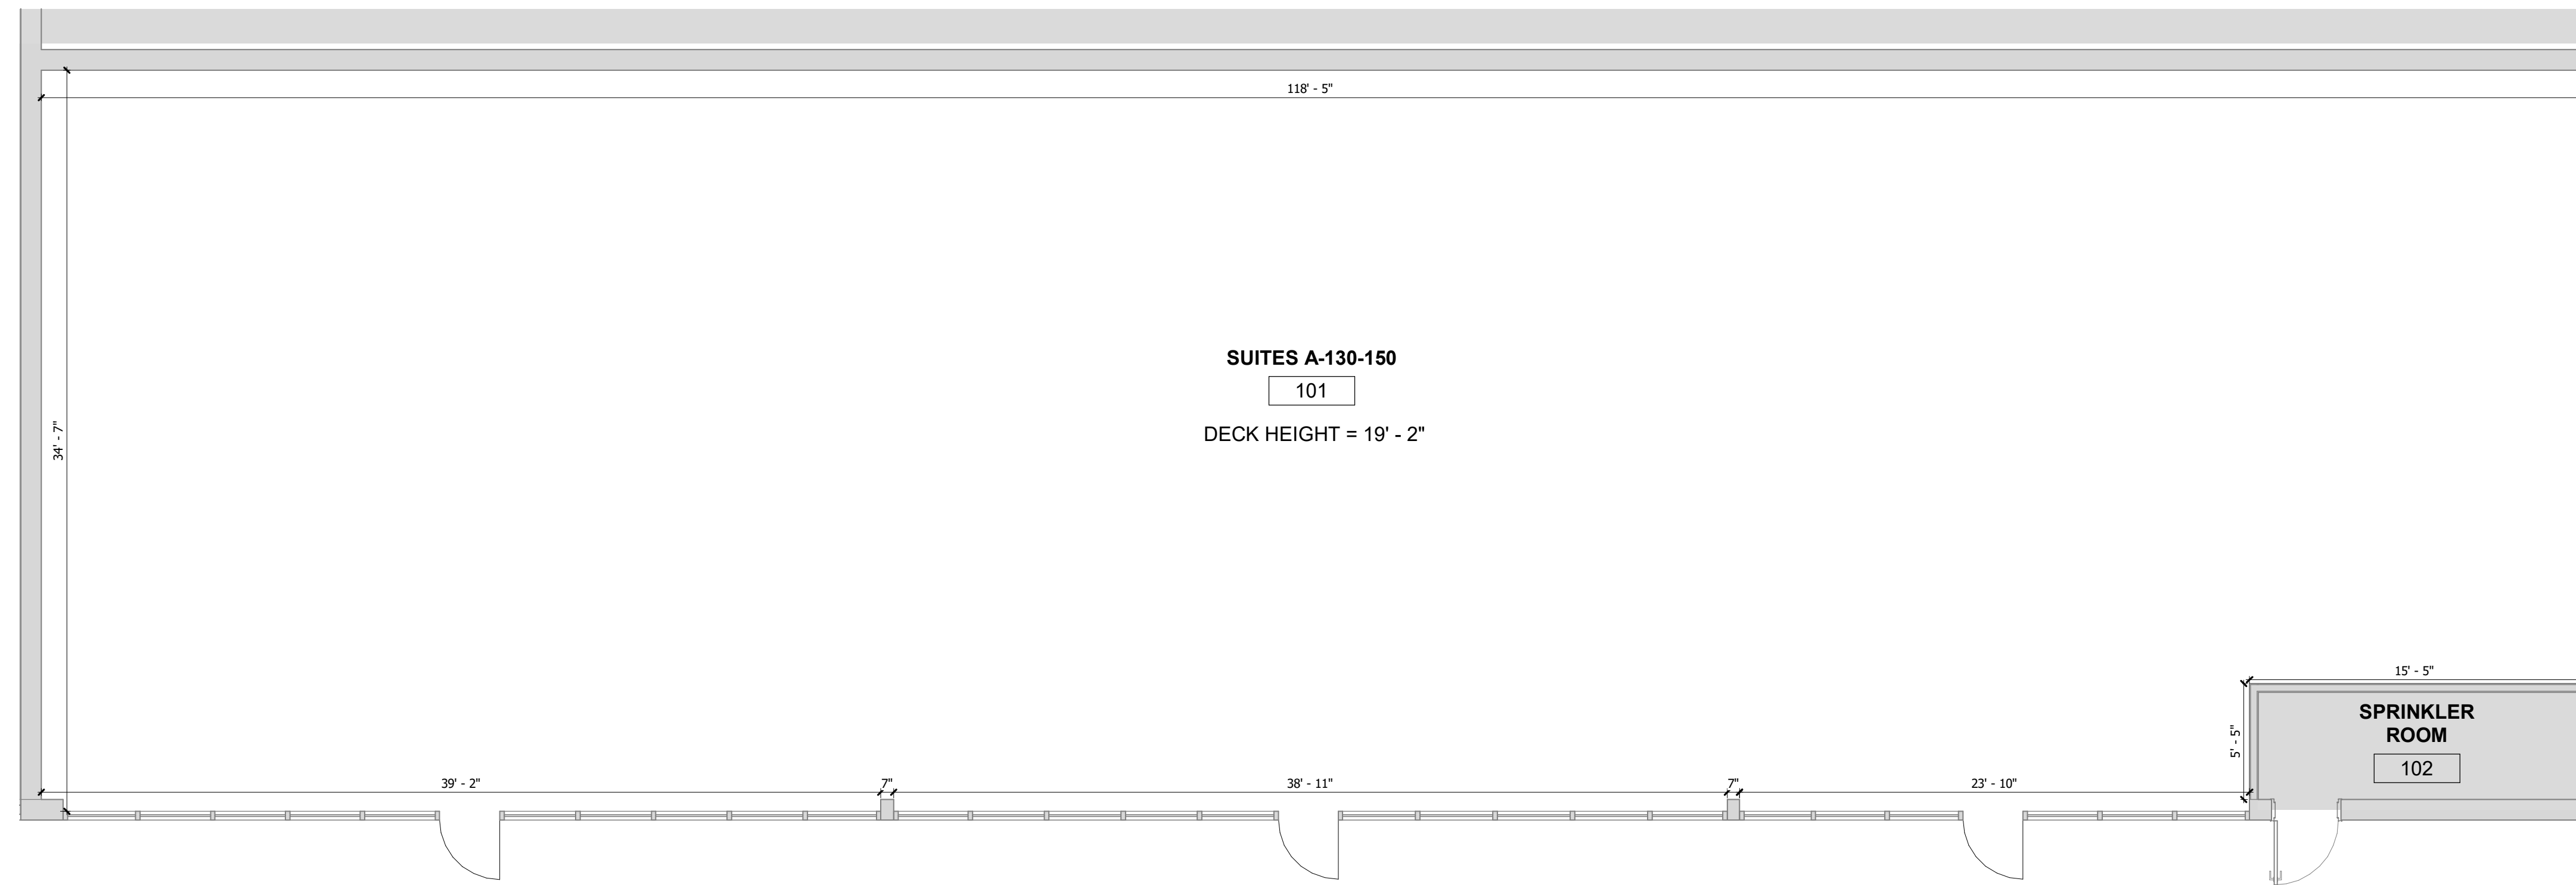 118' - 5"
SUITES A-130-150
101
DECK HEIGHT = 19' - 2"
34' - 7"
15' - 5"
SPRINKLER
ROOM
102
5' - 5"
39' - 2"
7"
38' - 11"
7"
23' - 10"